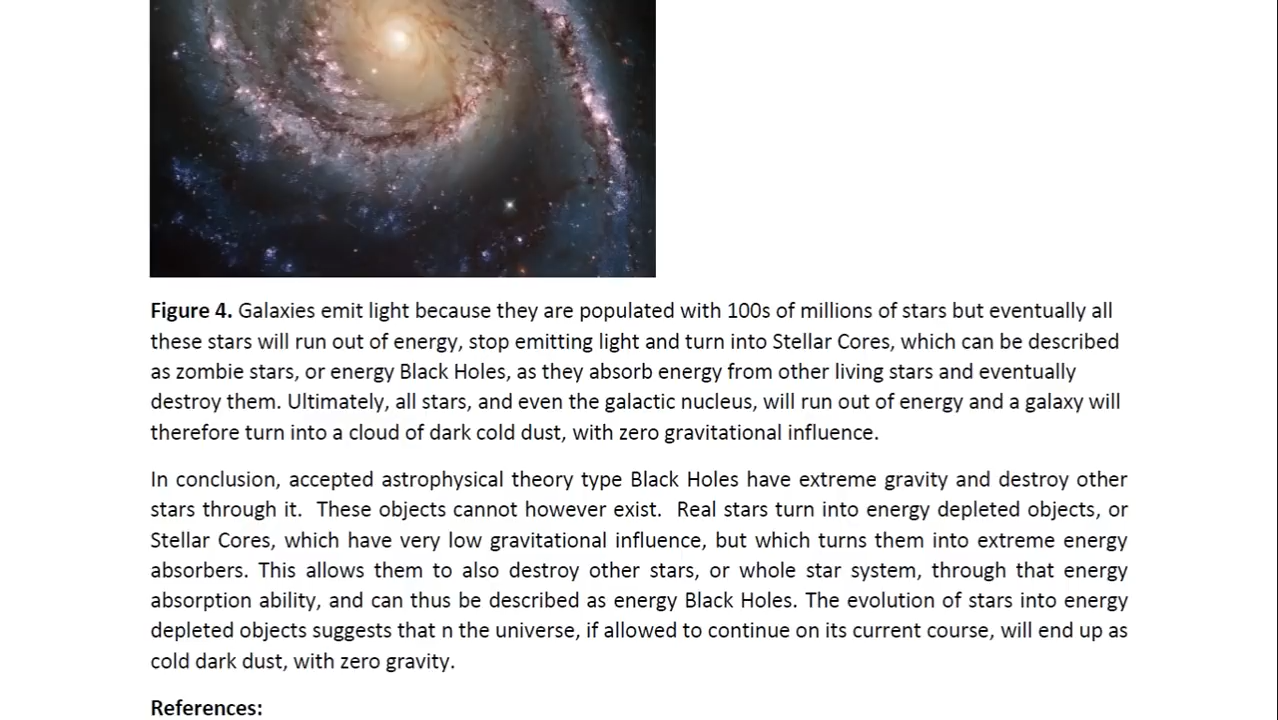 Figure 4. Galaxies emit light because they are populated with 100s of millions of stars but eventually all
these stars will run out of energy, stop emitting light and turn into Stellar Cores, which can be described
as zombie stars, or energy Black Holes, as they absorb energy from other living stars and eventually
destroy them. Ultimately, all stars, and even the galactic nucleus, will run out of energy and a galaxy will
therefore turn into a cloud of dark cold dust, with zero gravitational influence.
In conclusion, accepted astrophysical theory type Black Holes have extreme gravity and destroy other
stars through it.  These objects cannot however exist.  Real stars turn into energy depleted objects, or
Stellar Cores, which have very low gravitational influence, but which turns them into extreme energy
absorbers. This allows them to also destroy other stars, or whole star system, through that energy
absorption ability, and can thus be described as energy Black Holes. The evolution of stars into energy
depleted objects suggests that n the universe, if allowed to continue on its current course, will end up as
cold dark dust, with zero gravity.
References: